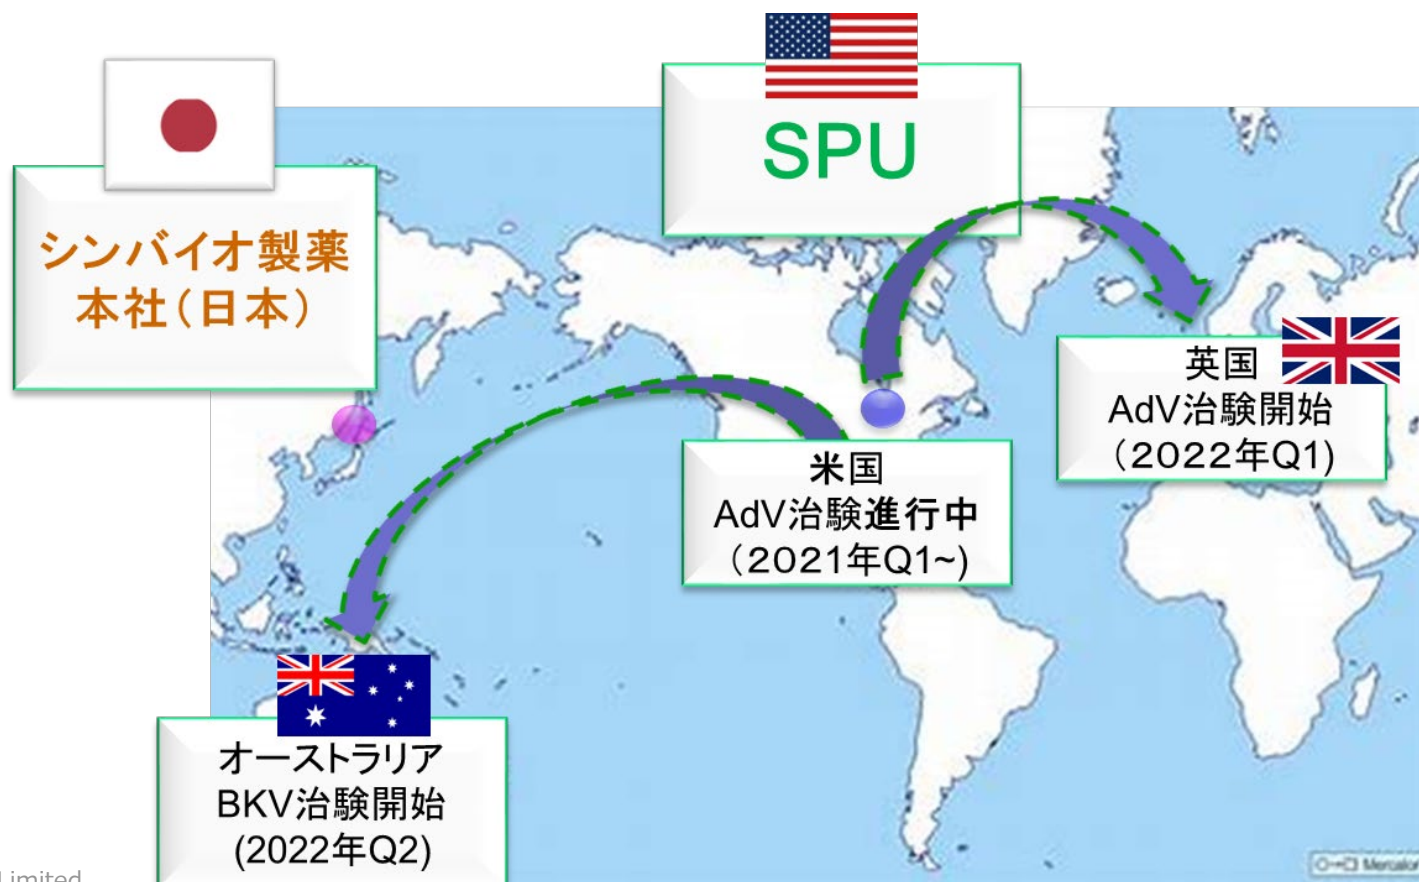 SPU
シンバイオ製薬
本社（日本）
英国
AdV治験開始
（２０２２年Q1)
米国
AdV治験進行中
（２０２１年Q1~)
オーストラリア
BKV治験開始
(2022年Q2)
Limited